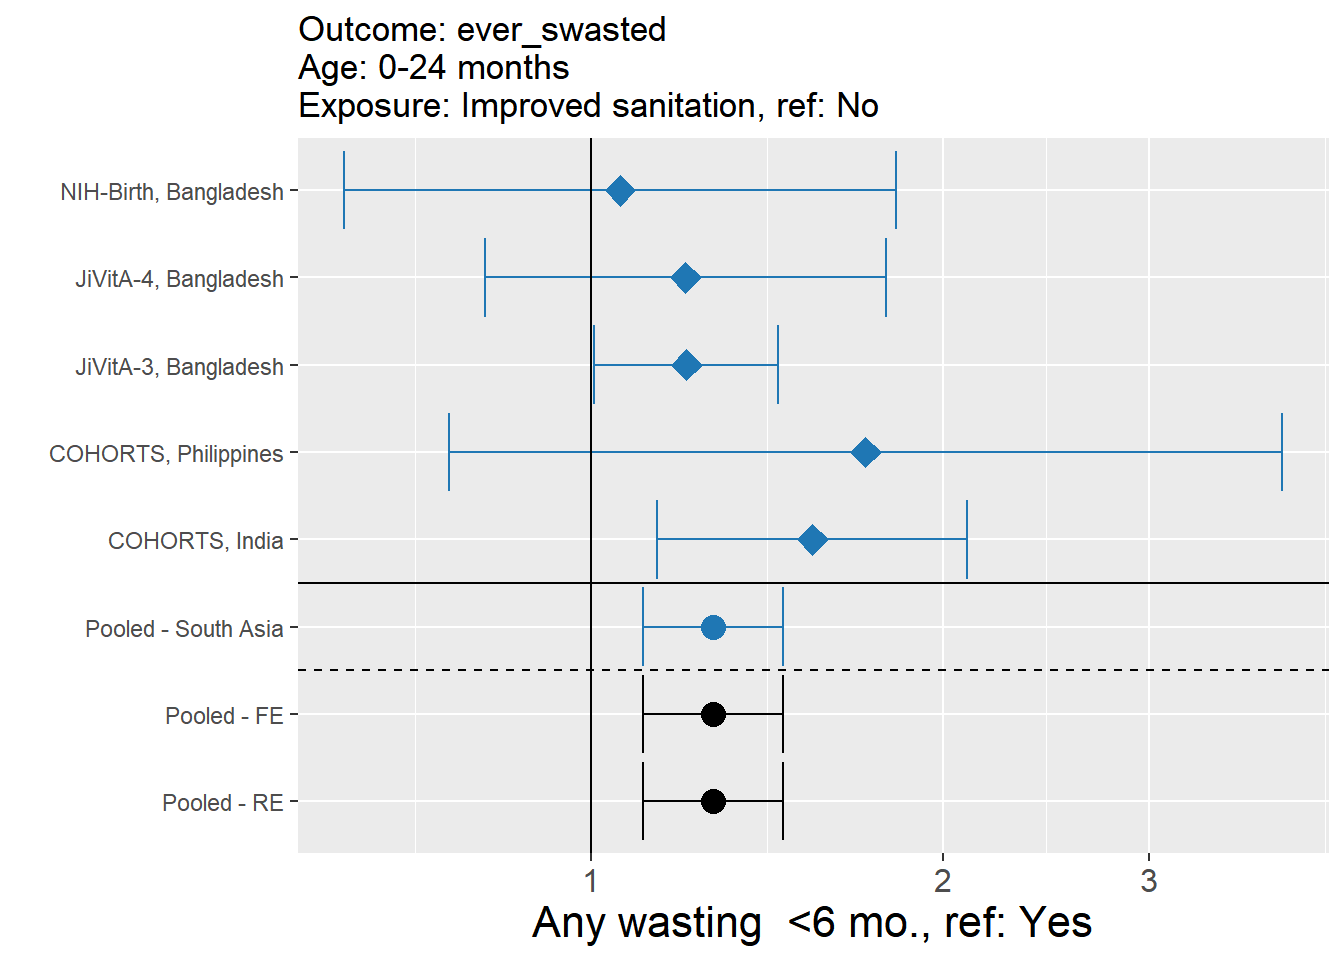 Outcome: ever_swasted
Age: 0-24 months
Exposure: Improved sanitation, ref: No
NIH-Birth, Bangladesh
JiVitA-4, Bangladesh
JiVitA-3, Bangladesh
COHORTS, Philippines
COHORTS, India
Pooled - South Asia
Pooled - FE
Pooled - RE
1 2 3
Any wasting  <6 mo., ref: Yes